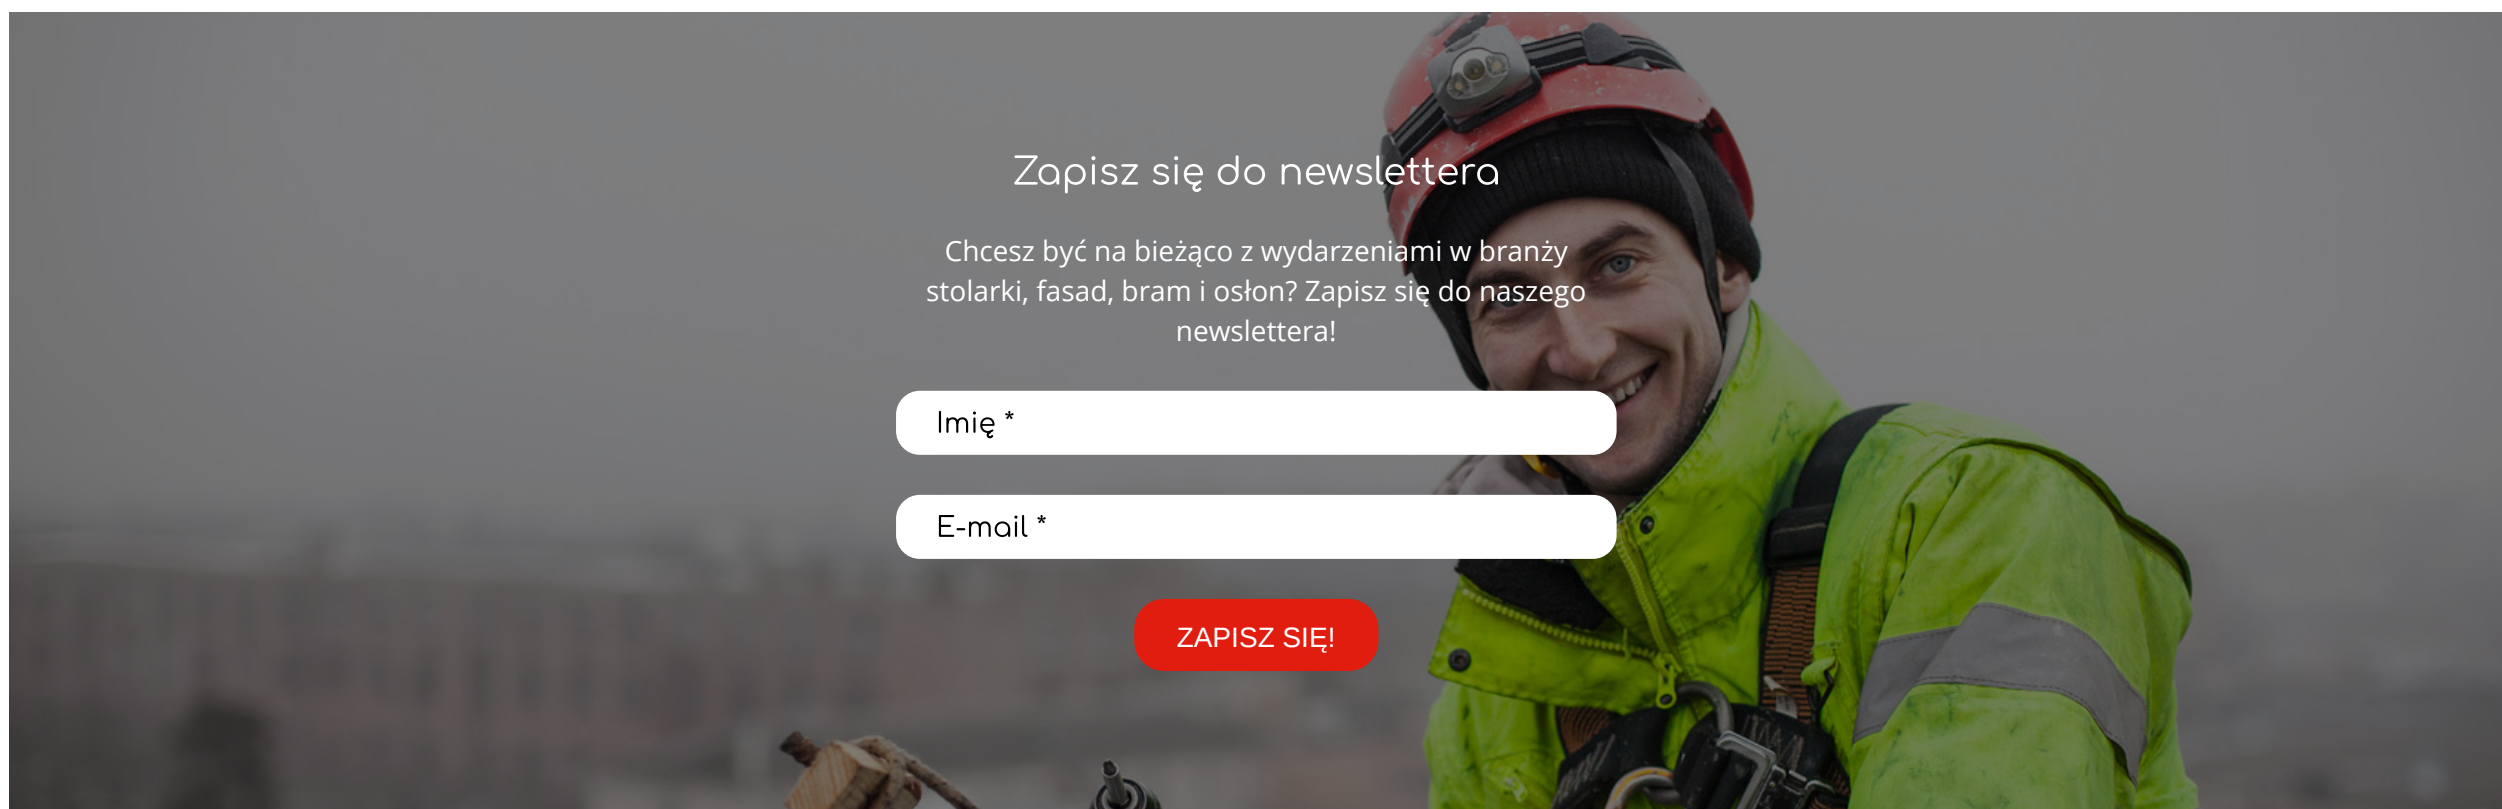 Zapisz się do newslettera
Chcesz być na bieżąco z wydarzeniami w branży
stolarki, fasad, bram i osłon? Zapisz się do naszego
newslettera!
Imię *
E-mail *
ZAPISZ SIĘ!